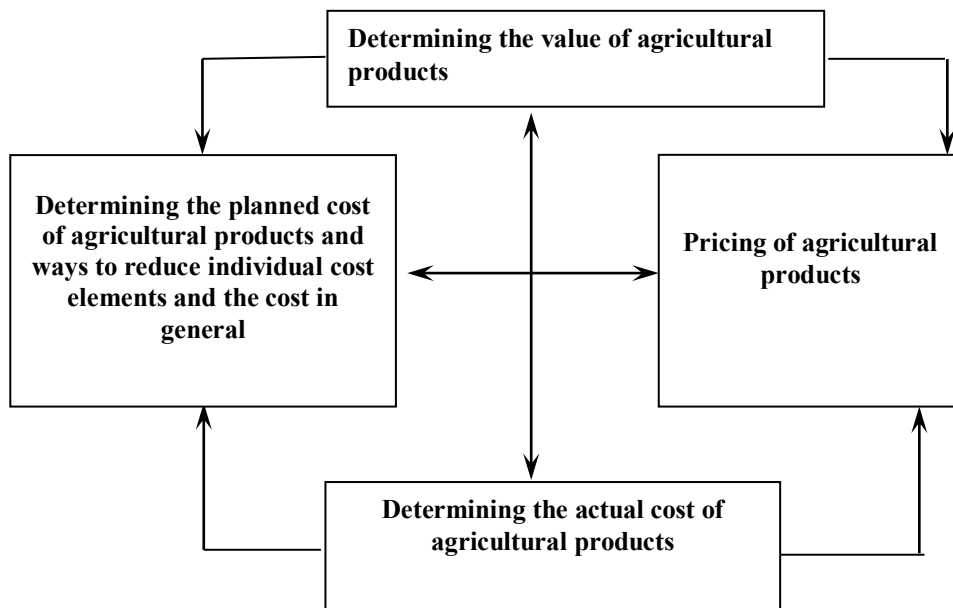 Determining the value of agricultural
products
Determining the planned cost
of agricultural products and
ways to reduce individual cost
elements and the cost in
general
Pricing of agricultural
products
Determining the actual cost of
agricultural products